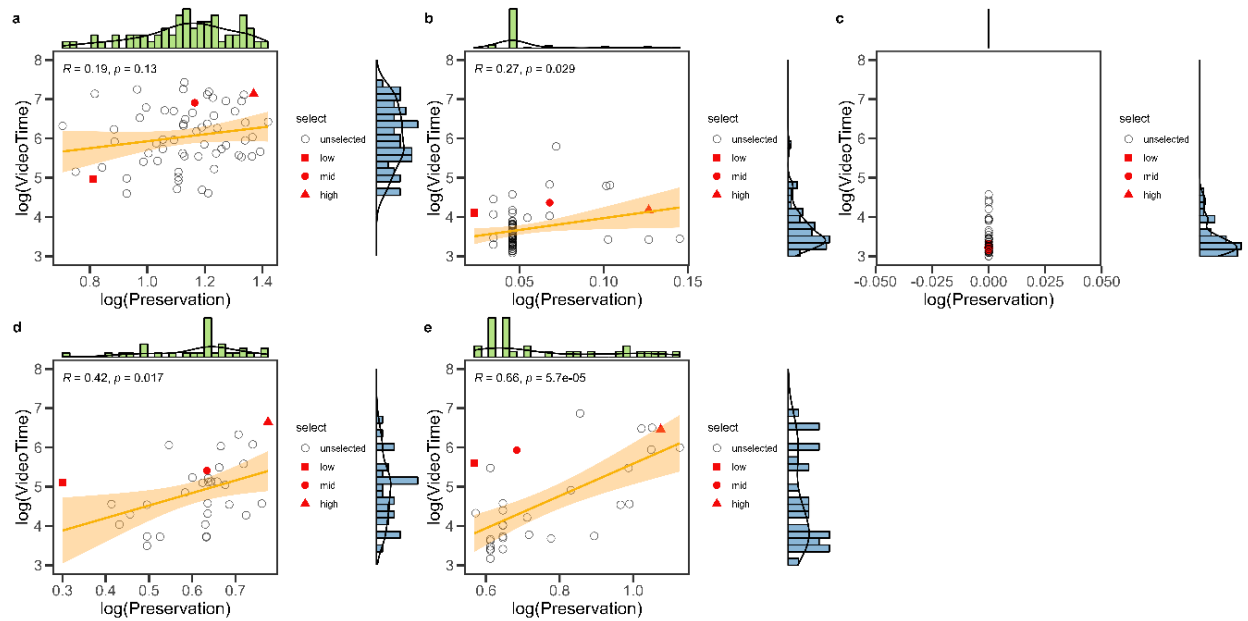 a
R = 0.19, p = 0.13
8
7
6
5
4
3
log(VideoTime)
0.8
1.0
1.2
1.4
log(Preservation)
select
unselected
low
mid
high
b
R = 0.27, p = 0.029
8
7
6
5
4
3
log(VideoTime)
0.05
0.10
0.15
log(Preservation)
select
unselected
low
mid
high
c
8
7
6
5
4
3
log(VideoTime)
-0.050
-0.025
0.000
0.025
0.050
log(Preservation)
select
unselected
low
mid
high
d
R = 0.42, p = 0.017
8
7
6
5
4
3
log(VideoTime)
0.3
0.4
0.5
0.6
0.7
log(Preservation)
select
unselected
low
mid
high
e
R = 0.66, p = 5.7e-05
8
7
6
5
4
3
log(VideoTime)
0.6
0.8
1.0
log(Preservation)
select
unselected
low
mid
high